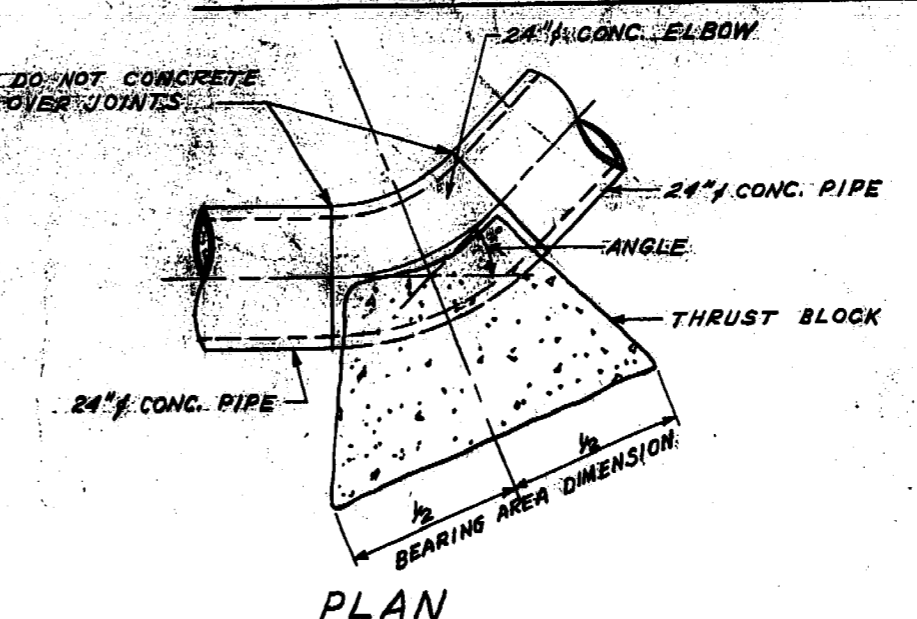 24"ϕ CONC. ELBOW
DO NOT CONCRETE
OVER JOINTS
24"ϕ CONC. PIPE
ANGLE
THRUST BLOCK
24"ϕ CONC. PIPE
1/2
1/2
BEARING AREA DIMENSION
PLAN